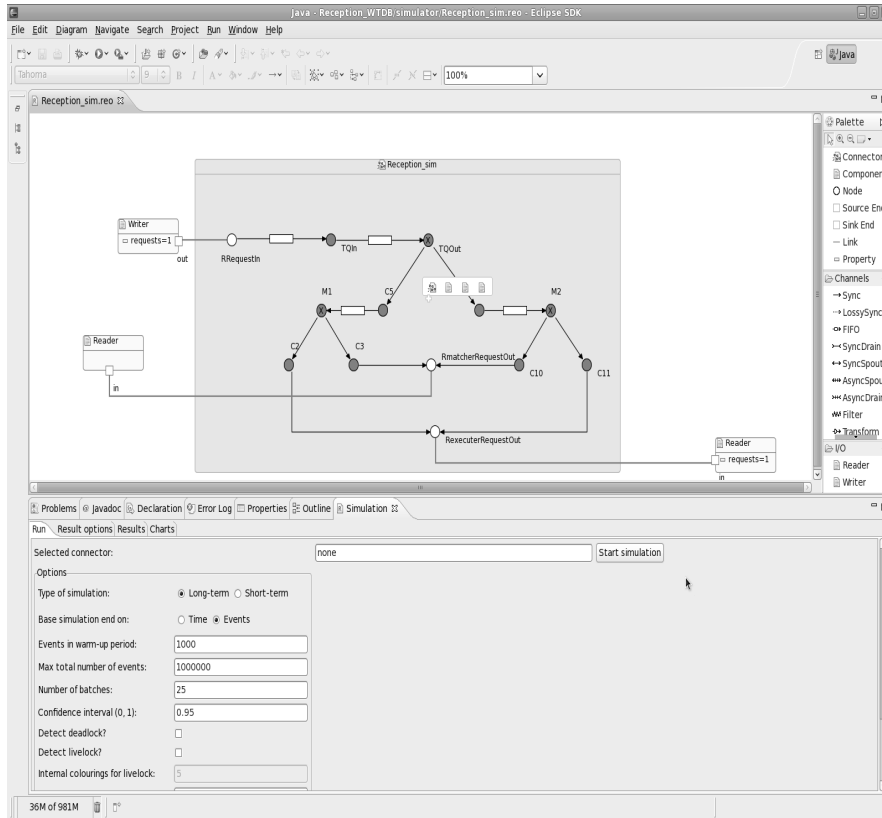 Java - Reception_WTDB/simulator/Reception_sim.reo - Eclipse SDK
File Edit Diagram Navigate Search Project Run Window Help
Tahoma 9 B I A 100% Java
Reception_sim.reo
Palette
Reception_sim
Connector
Componen
Node
Source En
Sink End
Link
Property
Channels
Sync
LossySync
FIFO
SyncDrain
SyncSpout
AsyncSpou
AsyncDrain
Filter
Transform
I/O
Reader
Writer
Writer
requests=1
out
RRequestIn
TQIn
TQOut
M1
C5
M2
Reader
in
C2
C3
RmatcherRequestOut
C10
C11
RexecuterRequestOut
Reader
requests=1
in
Problems @ Javadoc Declaration Error Log Properties Outline Simulation
Run Result options Results Charts
Selected connector: none Start simulation
Options
Type of simulation: Long-term Short-term
Base simulation end on: Time Events
Events in warm-up period: 1000
Max total number of events: 1000000
Number of batches: 25
Confidence interval (0, 1): 0.95
Detect deadlock?
Detect livelock?
Internal colourings for livelock: 5
36M of 981M